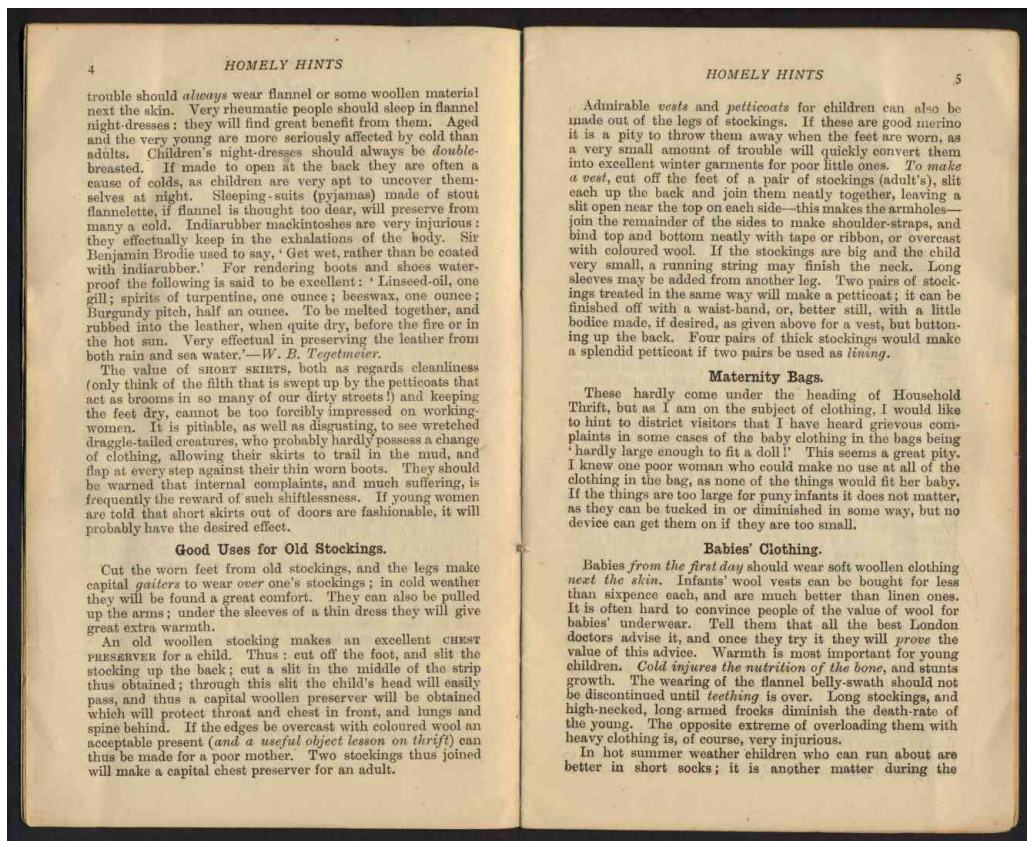 4
HOMELY HINTS
trouble should always wear flannel or some woollen material
next the skin. Very rheumatic people should sleep in flannel
night-dresses: they will find great benefit from them. Aged
and the very young are more seriously affected by cold than
adults. Children's night-dresses should always be double-
breasted. If made to open at the back they are often a
cause of colds, as children are very apt to uncover them-
selves at night. Sleeping-suits (pyjamas) made of stout
flannelette, if flannel is thought too dear, will preserve from
many a cold. Indiarubber mackintoshes are very injurious:
they effectually keep in the exhalations of the body. Sir
Benjamin Brodie used to say, 'Get wet, rather than be coated
with indiarubber.' For rendering boots and shoes water-
proof the following is said to be excellent: 'Linseed-oil, one
gill; spirits of turpentine, one ounce; beeswax, one ounce;
Burgundy pitch, half an ounce. To be melted together, and
rubbed into the leather, when quite dry, before the fire or in
the hot sun. Very effectual in preserving the leather from
both rain and sea water.'—W. B. Tegetmeier.
The value of SHORT SKIRTS, both as regards cleanliness
(only think of the filth that is swept up by the petticoats that
act as brooms in so many of our dirty streets!) and keeping
the feet dry, cannot be too forcibly impressed on working-
women. It is pitiable, as well as disgusting, to see wretched
draggle-tailed creatures, who probably hardly possess a change
of clothing, allowing their skirts to trail in the mud, and
flap at every step against their thin worn boots. They should
be warned that internal complaints, and much suffering, is
frequently the reward of such shiftlessness. If young women
are told that short skirts out of doors are fashionable, it will
probably have the desired effect.
Good Uses for Old Stockings.
Cut the worn feet from old stockings, and the legs make
capital gaiters to wear over one's stockings; in cold weather
they will be found a great comfort. They can also be pulled
up the arms; under the sleeves of a thin dress they will give
great extra warmth.
An old woollen stocking makes an excellent CHEST
PRESERVER for a child. Thus: cut off the foot, and slit the
stocking up the back; cut a slit in the middle of the strip
thus obtained; through this slit the child's head will easily
pass, and thus a capital woollen preserver will be obtained
which will protect throat and chest in front, and lungs and
spine behind. If the edges be overcast with coloured wool an
acceptable present (and a useful object lesson on thrift) can
thus be made for a poor mother. Two stockings thus joined
will make a capital chest preserver for an adult.
HOMELY HINTS
5
Admirable vests and petticoats for children can also be
made out of the legs of stockings. If these are good merino
it is a pity to throw them away when the feet are worn, as
a very small amount of trouble will quickly convert them
into excellent winter garments for poor little ones. To make
a vest, cut off the feet of a pair of stockings (adult's), slit
each up the back and join them neatly together, leaving a
slit open near the top on each side—this makes the armholes—
join the remainder of the sides to make shoulder-straps, and
bind top and bottom neatly with tape or ribbon, or overcast
with coloured wool. If the stockings are big and the child
very small, a running string may finish the neck. Long
sleeves may be added from another leg. Two pairs of stock-
ings treated in the same way will make a petticoat; it can be
finished off with a waist-band, or, better still, with a little
bodice made, if desired, as given above for a vest, but button-
ing up the back. Four pairs of thick stockings would make
a splendid petticoat if two pairs be used as lining.
Maternity Bags.
These hardly come under the heading of Household
Thrift, but as I am on the subject of clothing, I would like
to hint to district visitors that I have heard grievous com-
plaints in some cases of the baby clothing in the bags being
'hardly large enough to fit a doll!' This seems a great pity.
I knew one poor woman who could make no use at all of the
clothing in the bag, as none of the things would fit her baby.
If the things are too large for puny infants it does not matter,
as they can be tucked in or diminished in some way, but no
device can get them on if they are too small.
Babies' Clothing.
Babies from the first day should wear soft woollen clothing
next the skin. Infants' wool vests can be bought for less
than sixpence each, and are much better than linen ones.
It is often hard to convince people of the value of wool for
babies' underwear. Tell them that all the best London
doctors advise it, and once they try it they will prove the
value of this advice. Warmth is most important for young
children. Cold injures the nutrition of the bone, and stunts
growth. The wearing of the flannel belly-swath should not
be discontinued until teething is over. Long stockings, and
high-necked, long-armed frocks diminish the death-rate of
the young. The opposite extreme of overloading them with
heavy clothing is, of course, very injurious.
In hot summer weather children who can run about are
better in short socks; it is another matter during the